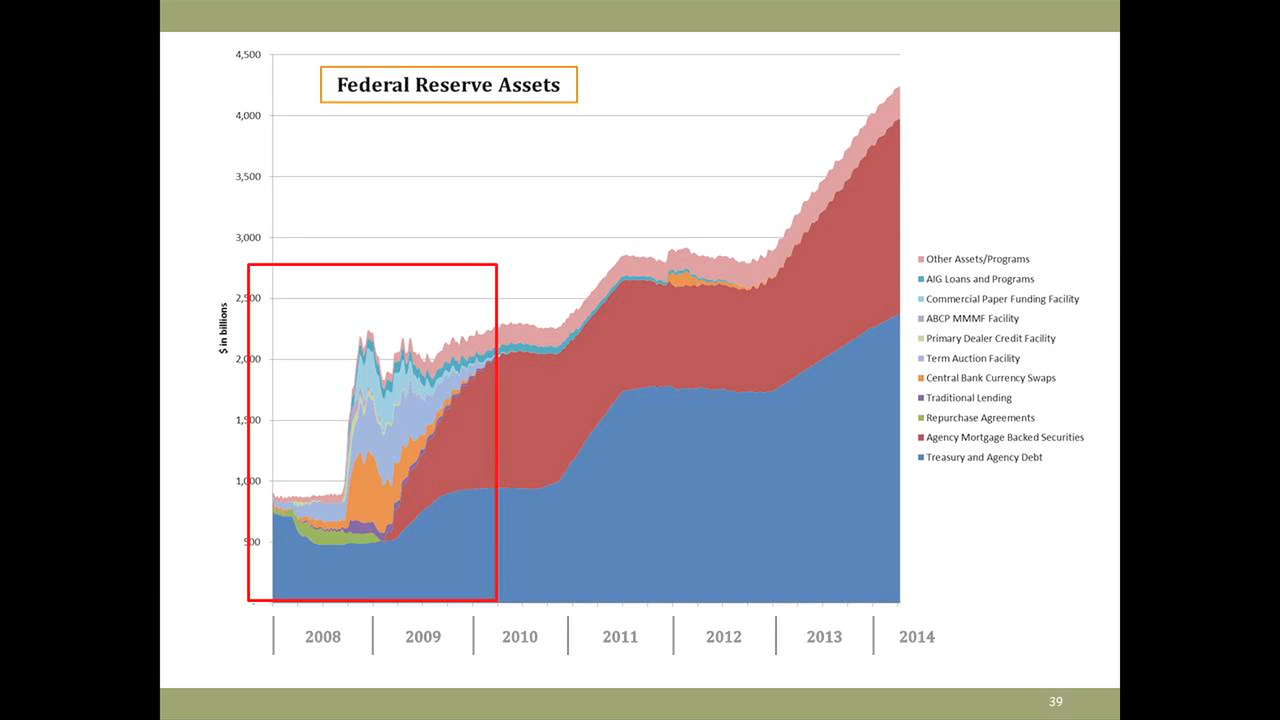 Federal Reserve Assets
$ in billions
4,500
4,000
3,500
3,000
2,500
2,000
1,500
1,000
500
-
2008 2009 2010 2011 2012 2013 2014
Other Assets/Programs
AIG Loans and Programs
Commercial Paper Funding Facility
ABCP MMMF Facility
Primary Dealer Credit Facility
Term Auction Facility
Central Bank Currency Swaps
Traditional Lending
Repurchase Agreements
Agency Mortgage Backed Securities
Treasury and Agency Debt
39